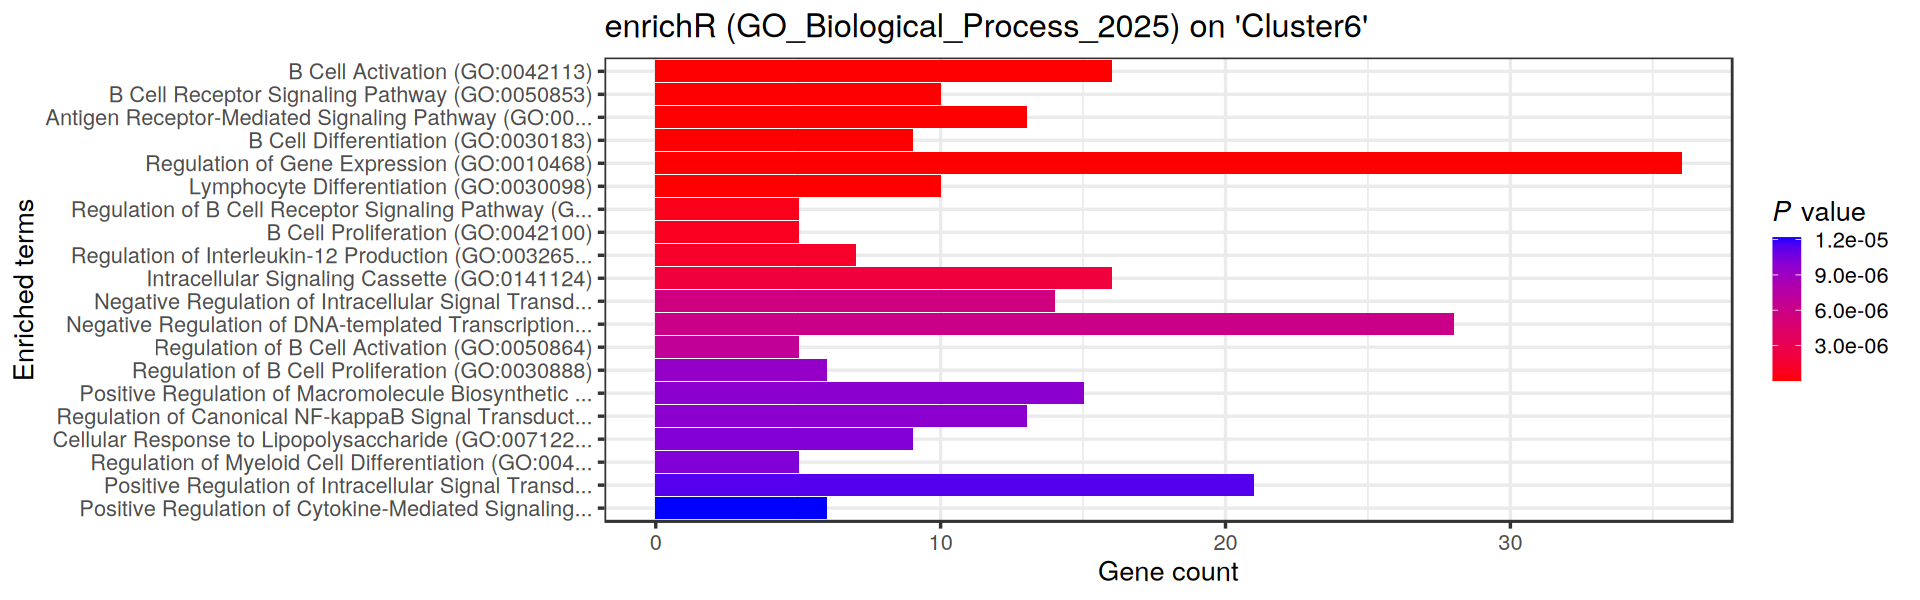 enrichR (GO_Biological_Process_2025) on 'Cluster6'
Enriched terms
B Cell Activation (GO:0042113)
B Cell Receptor Signaling Pathway (GO:0050853)
Antigen Receptor-Mediated Signaling Pathway (GO:00...
B Cell Differentiation (GO:0030183)
Regulation of Gene Expression (GO:0010468)
Lymphocyte Differentiation (GO:0030098)
Regulation of B Cell Receptor Signaling Pathway (G...
B Cell Proliferation (GO:0042100)
Regulation of Interleukin-12 Production (GO:003265...
Intracellular Signaling Cassette (GO:0141124)
Negative Regulation of Intracellular Signal Transd...
Negative Regulation of DNA-templated Transcription...
Regulation of B Cell Activation (GO:0050864)
Regulation of B Cell Proliferation (GO:0030888)
Positive Regulation of Macromolecule Biosynthetic ...
Regulation of Canonical NF-kappaB Signal Transduct...
Cellular Response to Lipopolysaccharide (GO:007122...
Regulation of Myeloid Cell Differentiation (GO:004...
Positive Regulation of Intracellular Signal Transd...
Positive Regulation of Cytokine-Mediated Signaling...
0 10 20 30
Gene count
P value
1.2e-05
9.0e-06
6.0e-06
3.0e-06